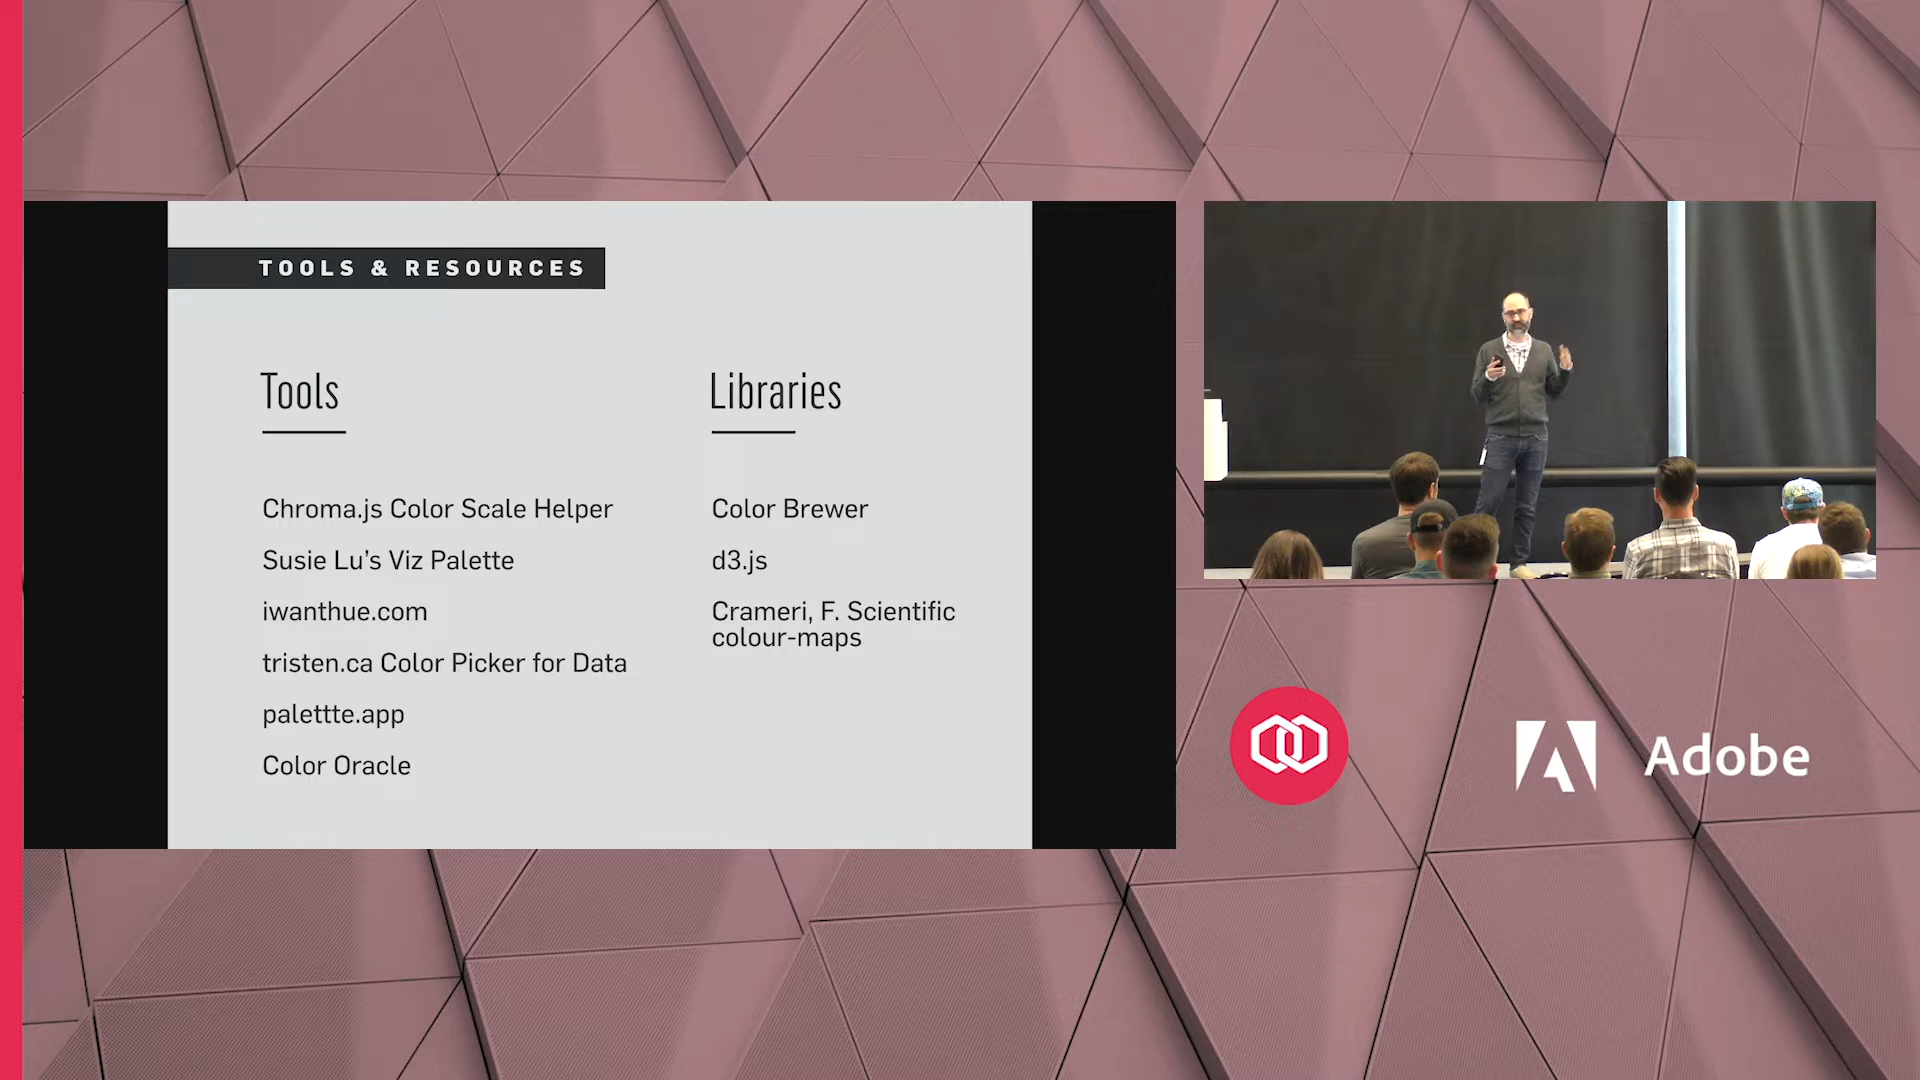 TOOLS & RESOURCES
Tools
Chroma.js Color Scale Helper
Susie Lu's Viz Palette
iwanthue.com
tristen.ca Color Picker for Data
palettte.app
Color Oracle
Libraries
Color Brewer
d3.js
Crameri, F. Scientific
colour-maps
Adobe